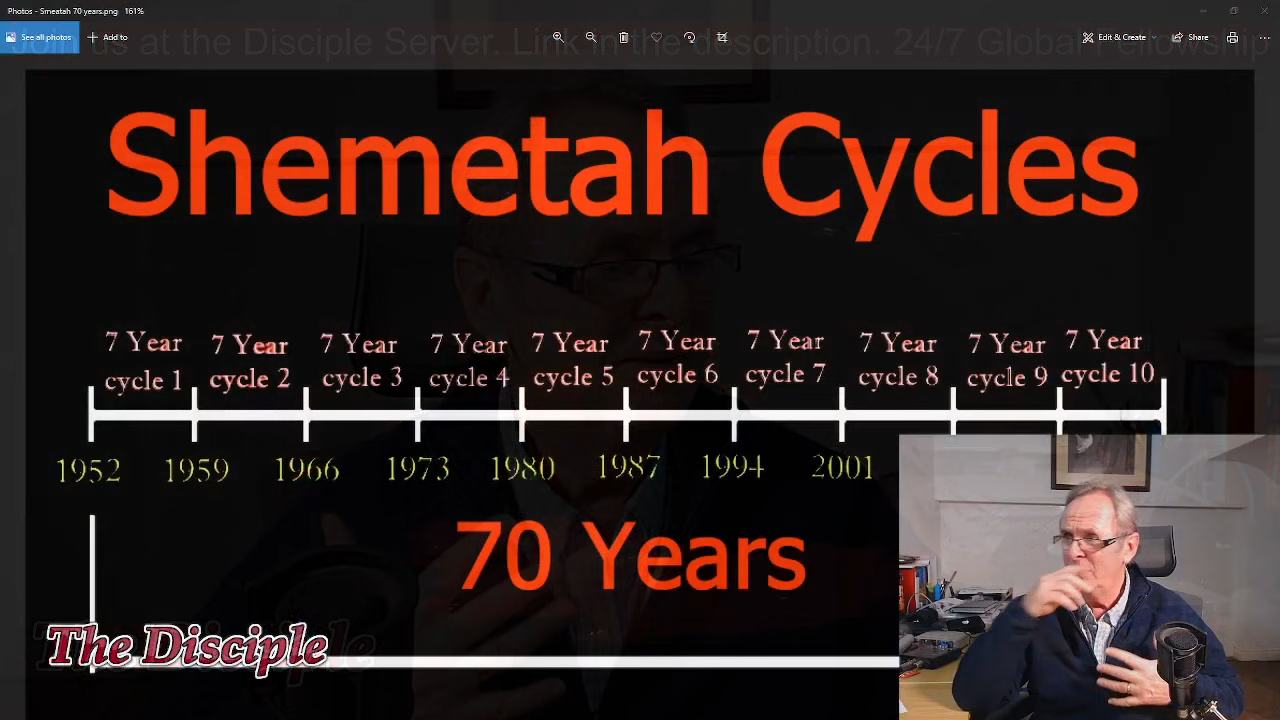 Photos - Smeatah 70 years.png 161%
See all photos
Add to
Edit & Create
Share
Join us at the Disciple Server. Link in the description. 24/7 Global Fellowship
Shemetah Cycles
7 Year cycle 1
7 Year cycle 2
7 Year cycle 3
7 Year cycle 4
7 Year cycle 5
7 Year cycle 6
7 Year cycle 7
7 Year cycle 8
7 Year cycle 9
7 Year cycle 10
1952 1959 1966 1973 1980 1987 1994 2001
70 Years
The Disciple